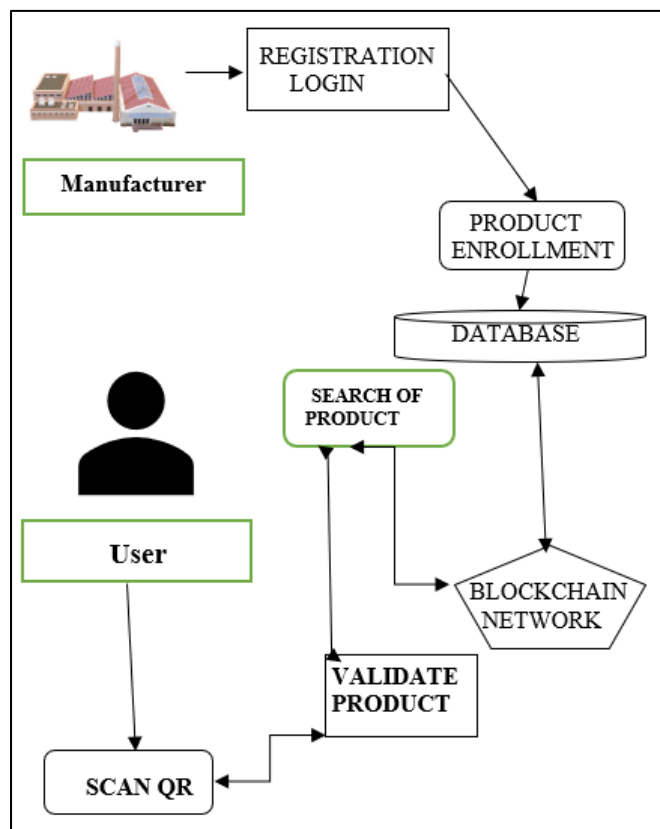 REGISTRATION
LOGIN
Manufacturer
PRODUCT
ENROLLMENT
DATABASE
SEARCH OF
PRODUCT
User
BLOCKCHAIN
NETWORK
VALIDATE
PRODUCT
SCAN QR